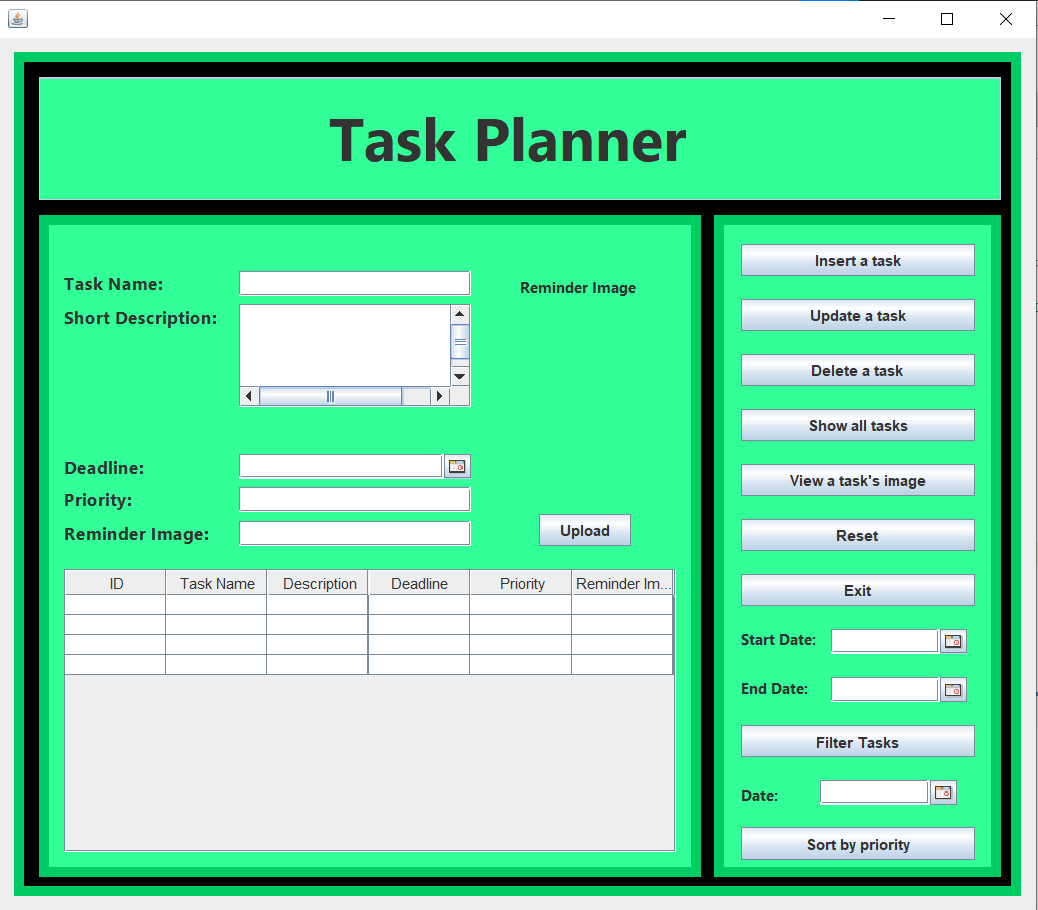 Task Planner
Task Name:
Reminder Image
Short Description:
Deadline:
Priority:
Reminder Image:
Upload
ID Task Name Description Deadline Priority Reminder Im...
Insert a task
Update a task
Delete a task
Show all tasks
View a task's image
Reset
Exit
Start Date:
End Date:
Filter Tasks
Date:
Sort by priority